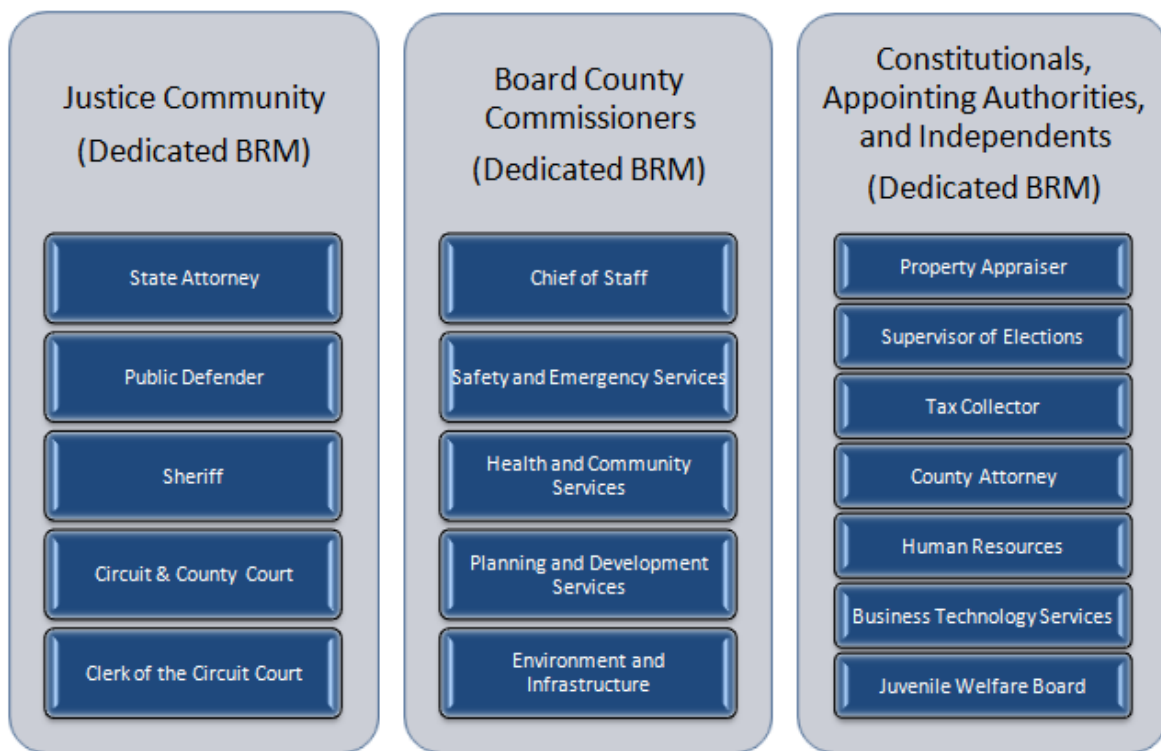 Justice Community
(Dedicated BRM)
State Attorney
Public Defender
Sheriff
Circuit & County Court
Clerk of the Circuit Court
Board County
Commissioners
(Dedicated BRM)
Chief of Staff
Safety and Emergency Services
Health and Community
Services
Planning and Development
Services
Environment and
Infrastructure
Constitutionals,
Appointing Authorities,
and Independents
(Dedicated BRM)
Property Appraiser
Supervisor of Elections
Tax Collector
County Attorney
Human Resources
Business Technology Services
Juvenile Welfare Board